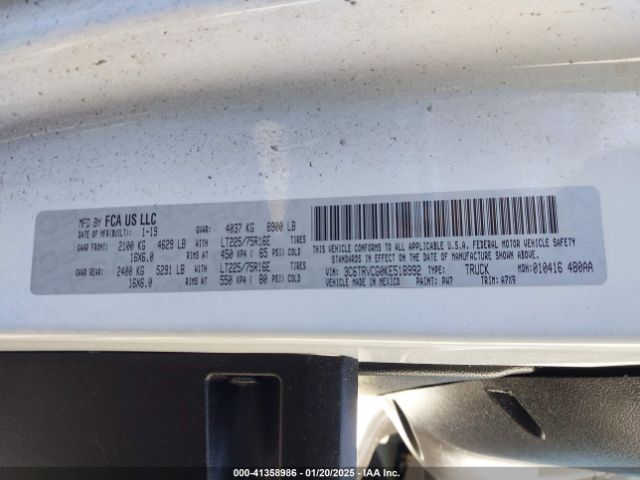 MFD BY FCA US LLC
DATE OF MFR(BUILT): 1-19 GVWR: 4037 KG 8900 LB
GAWR FRONT: 2100 KG 4629 LB WITH LT225/75R16E TIRES
16X6.0 RIMS AT 450 KPA ( 65 PSI) COLD
GAWR REAR: 2400 KG 5291 LB WITH LT225/75R16E TIRES
16X6.0 RIMS AT 550 KPA ( 80 PSI) COLD
THIS VEHICLE CONFORMS TO ALL APPLICABLE U.S.A. FEDERAL MOTOR VEHICLE SAFETY
STANDARDS IN EFFECT ON THE DATE OF MANUFACTURE SHOWN ABOVE.
VIN: 3C6TRVCG0KE518992 TYPE: TRUCK MDH: 010416 480AA
VEHICLE MADE IN MEXICO PAINT: PW7 TRIM: A7X9
000-41358986 - 01/20/2025 - IAA Inc.